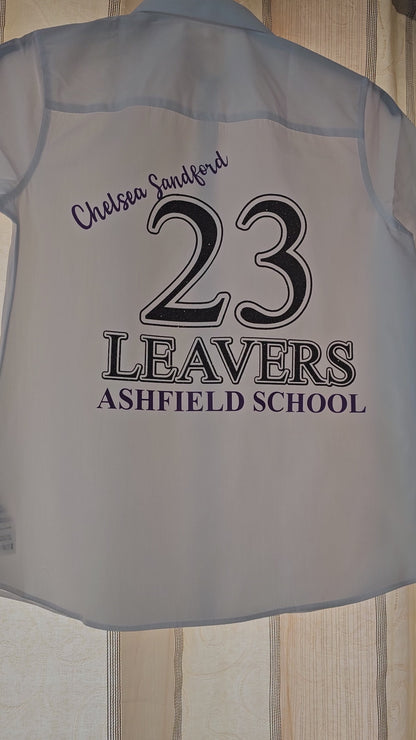 Chelsea Sandford
23
LEAVERS
ASHFIELD SCHOOL